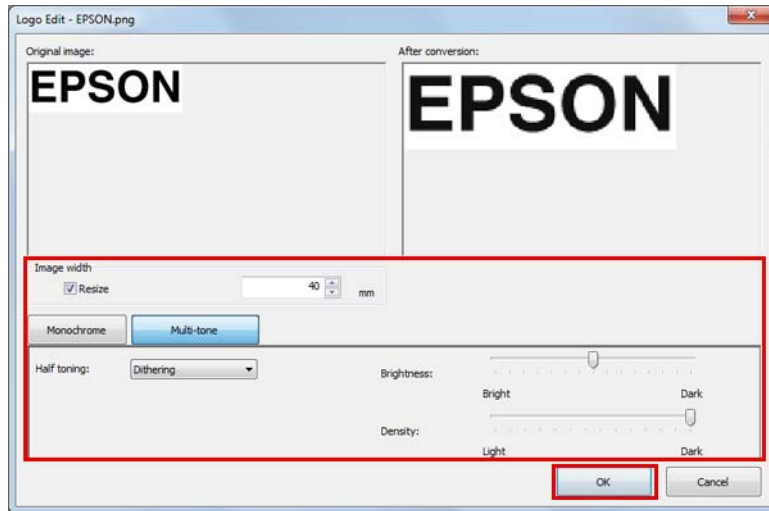 Logo Edit - EPSON.png
Original image:
After conversion:
EPSON
EPSON
Image width
Resize
40
mm
Monochrome
Multi-tone
Half toning:
Dithering
Brightness:
Bright
Dark
Density:
Light
Dark
OK
Cancel